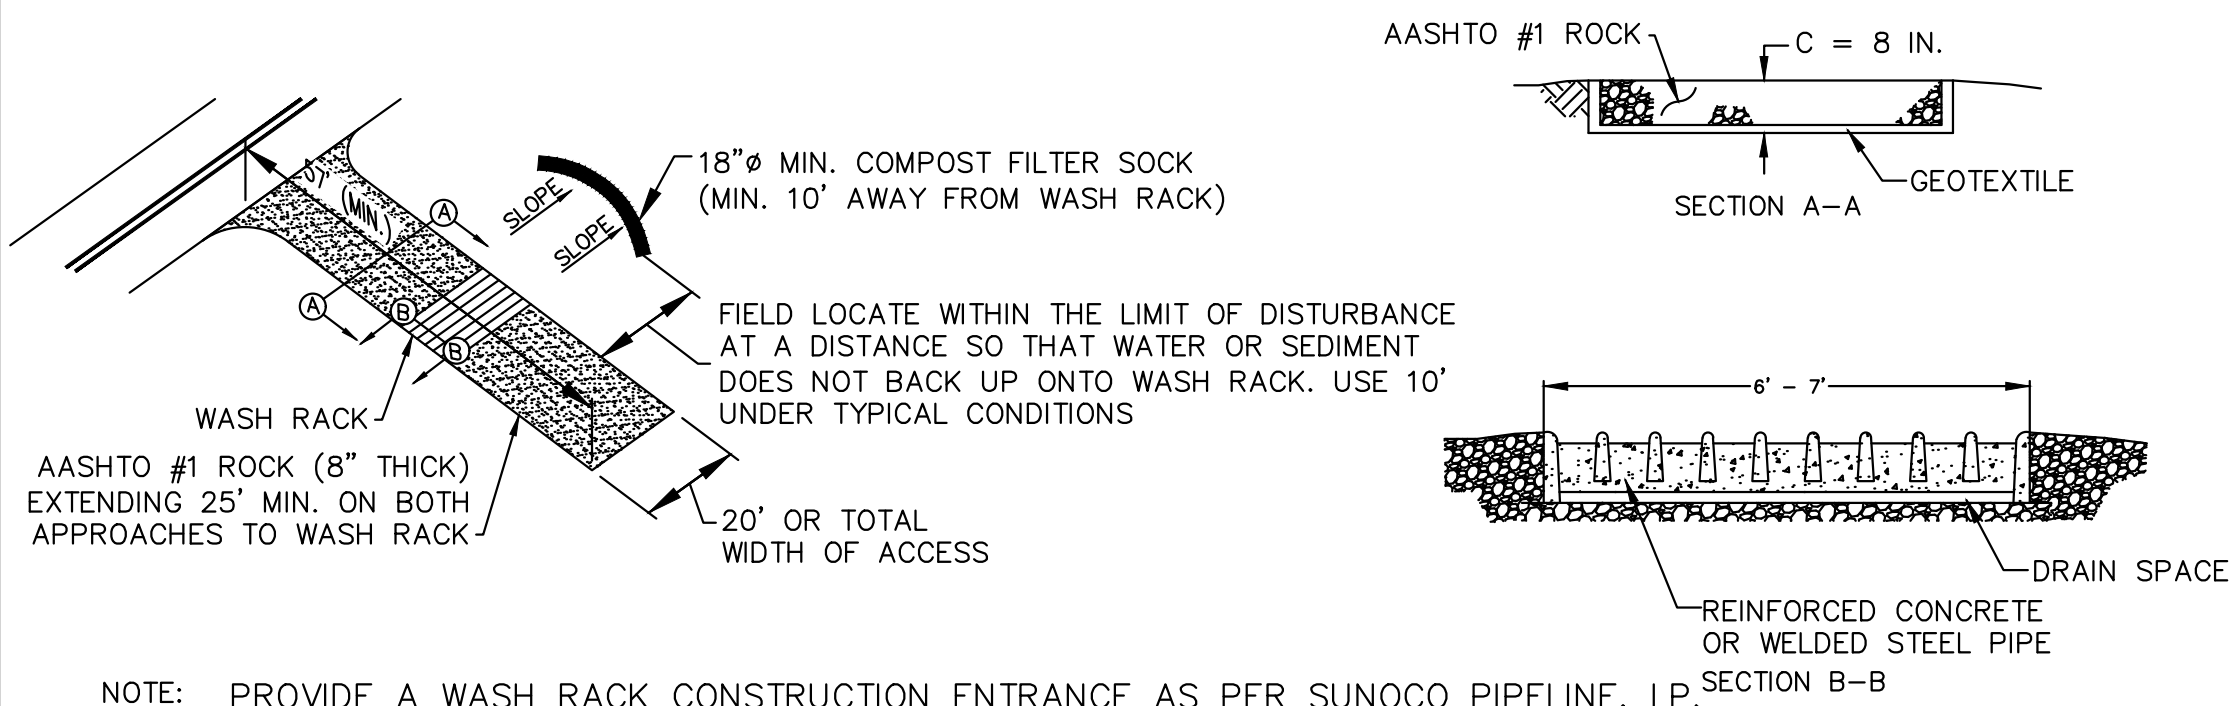 AASHTO #1 ROCK
C = 8 IN.
GEOTEXTILE
SECTION A-A
18"ø MIN. COMPOST FILTER SOCK
(MIN. 10' AWAY FROM WASH RACK)
SLOPE
SLOPE
(MIN.)
A
A
B
B
FIELD LOCATE WITHIN THE LIMIT OF DISTURBANCE
AT A DISTANCE SO THAT WATER OR SEDIMENT
DOES NOT BACK UP ONTO WASH RACK. USE 10'
UNDER TYPICAL CONDITIONS
WASH RACK
AASHTO #1 ROCK (8" THICK)
EXTENDING 25' MIN. ON BOTH
APPROACHES TO WASH RACK
20' OR TOTAL
WIDTH OF ACCESS
6' - 7'
DRAIN SPACE
REINFORCED CONCRETE
OR WELDED STEEL PIPE
SECTION B-B
NOTE: PROVIDE A WASH RACK CONSTRUCTION ENTRANCE AS PER SUNOCO PIPELINE, LP.